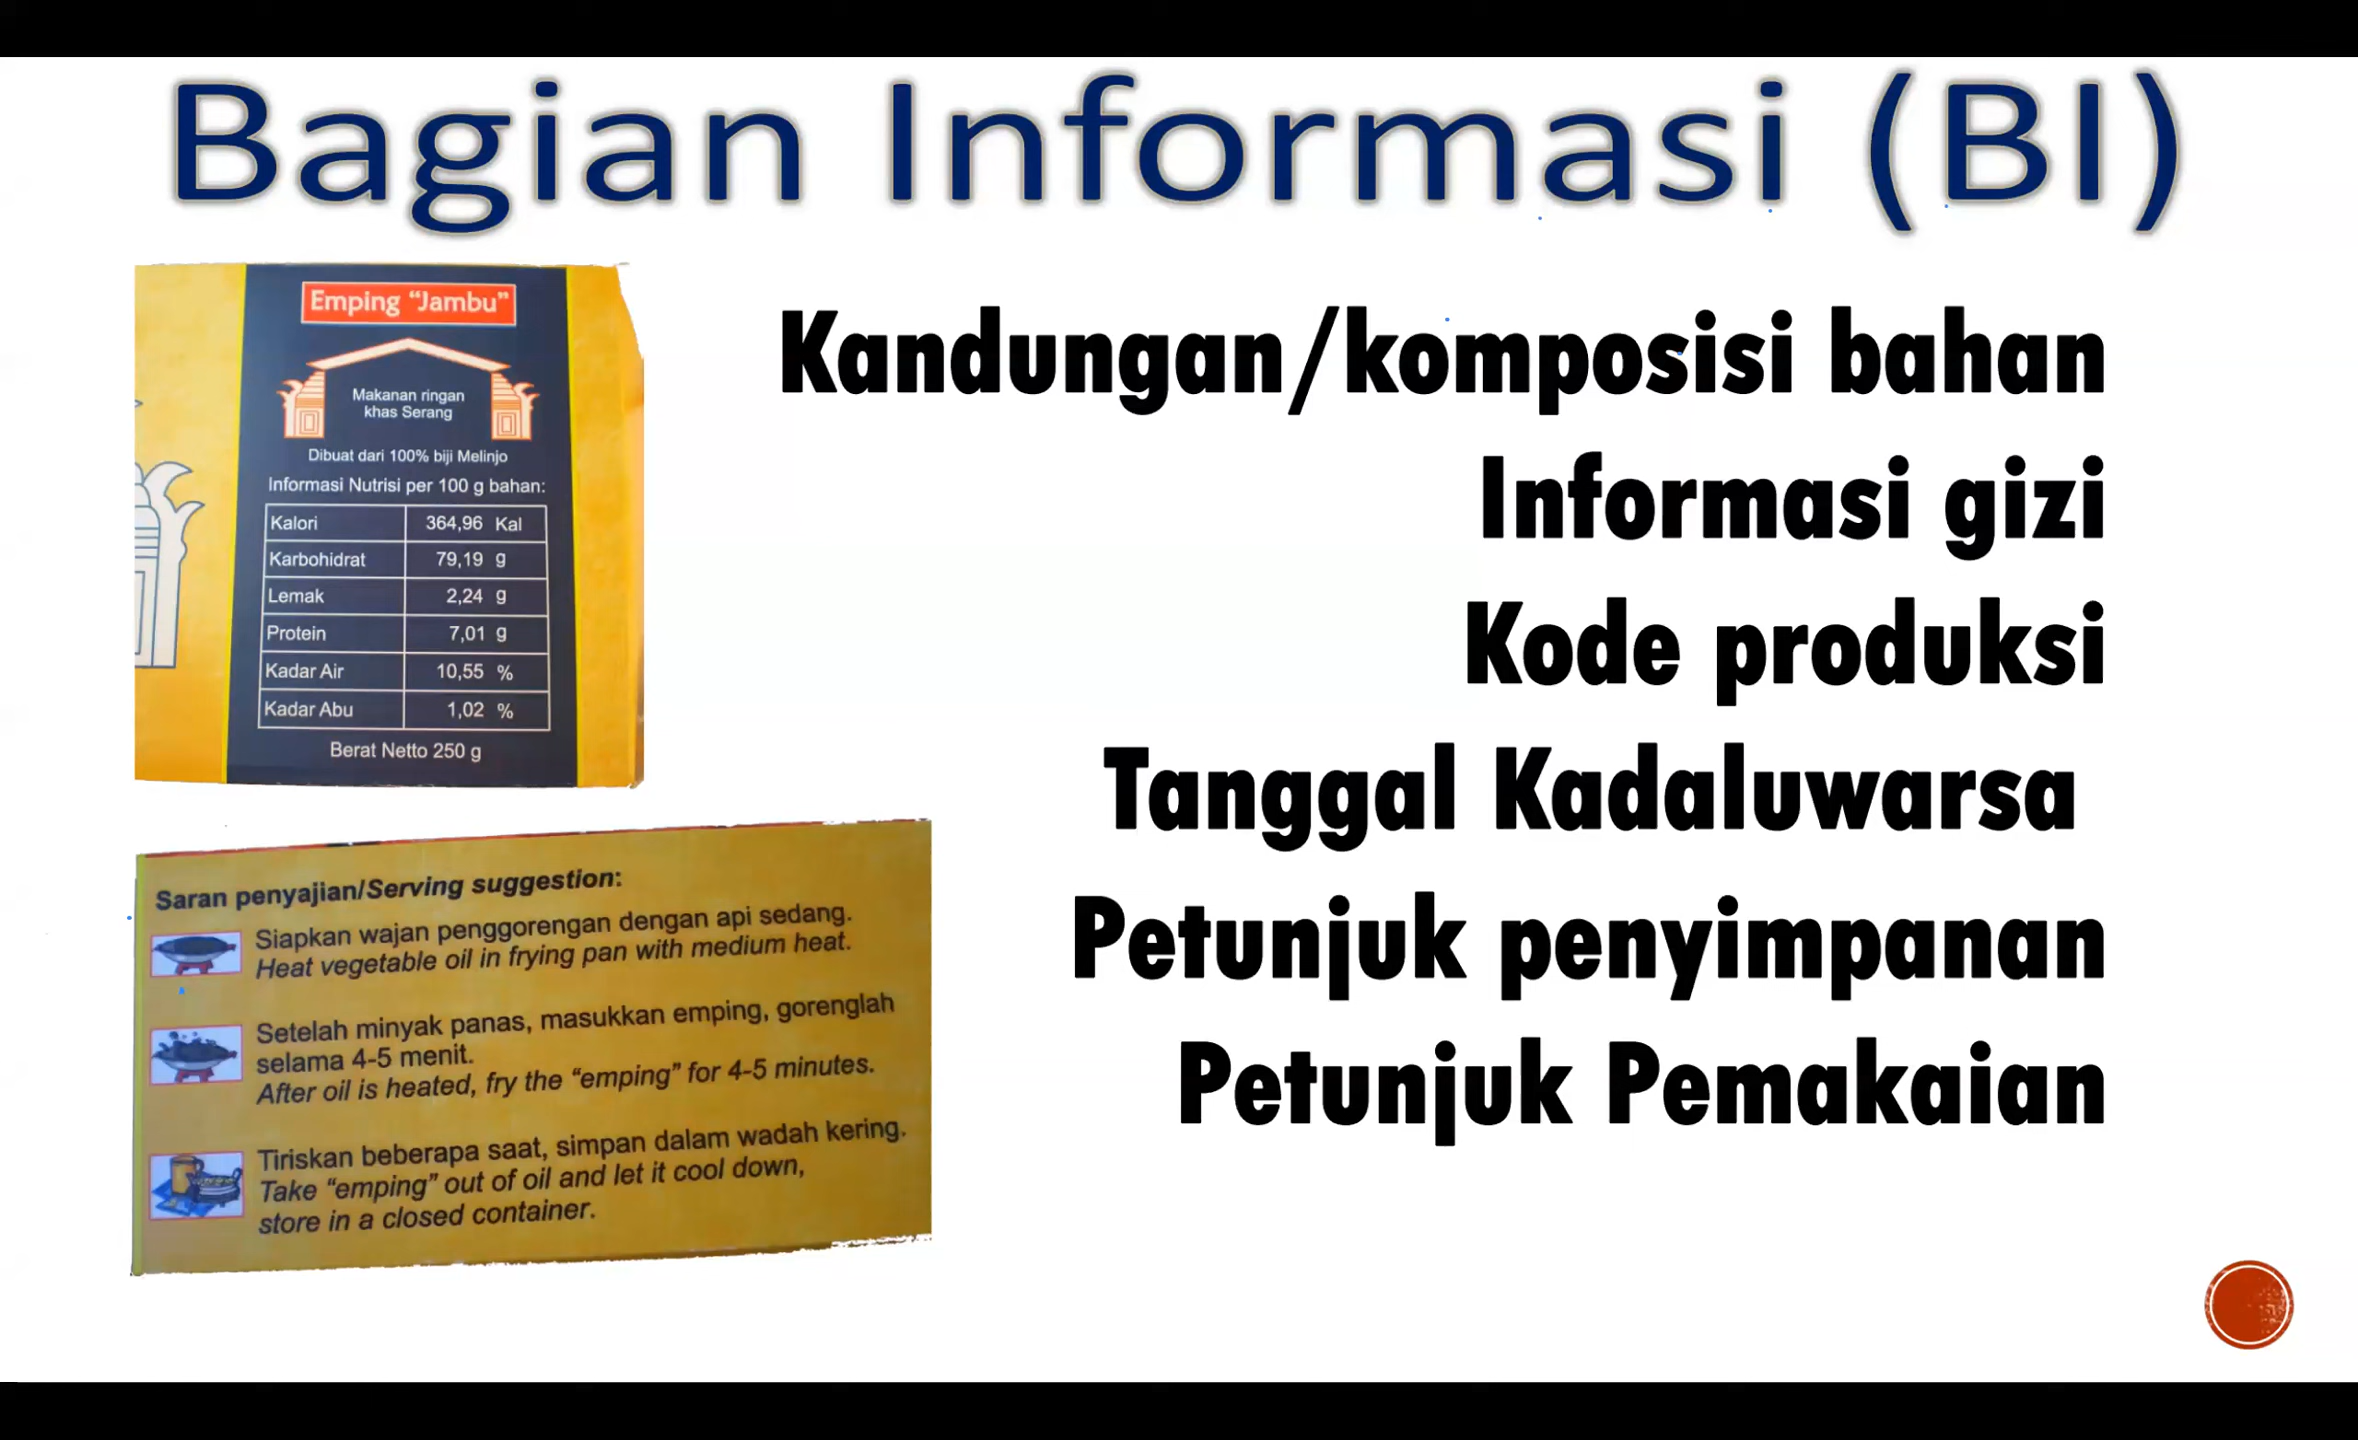 Bagian Informasi (BI)
Emping “Jambu”
Makanan ringan
khas Serang
Dibuat dari 100% biji Melinjo
Informasi Nutrisi per 100 g bahan:
Kalori 364,96 Kal
Karbohidrat 79,19 g
Lemak 2,24 g
Protein 7,01 g
Kadar Air 10,55 %
Kadar Abu 1,02 %
Berat Netto 250 g
Saran penyajian/Serving suggestion:
Siapkan wajan penggorengan dengan api sedang.
Heat vegetable oil in frying pan with medium heat.
Setelah minyak panas, masukkan emping, gorenglah
selama 4-5 menit.
After oil is heated, fry the “emping” for 4-5 minutes.
Tiriskan beberapa saat, simpan dalam wadah kering.
Take “emping” out of oil and let it cool down,
store in a closed container.
Kandungan/komposisi bahan
Informasi gizi
Kode produksi
Tanggal Kadaluwarsa
Petunjuk penyimpanan
Petunjuk Pemakaian